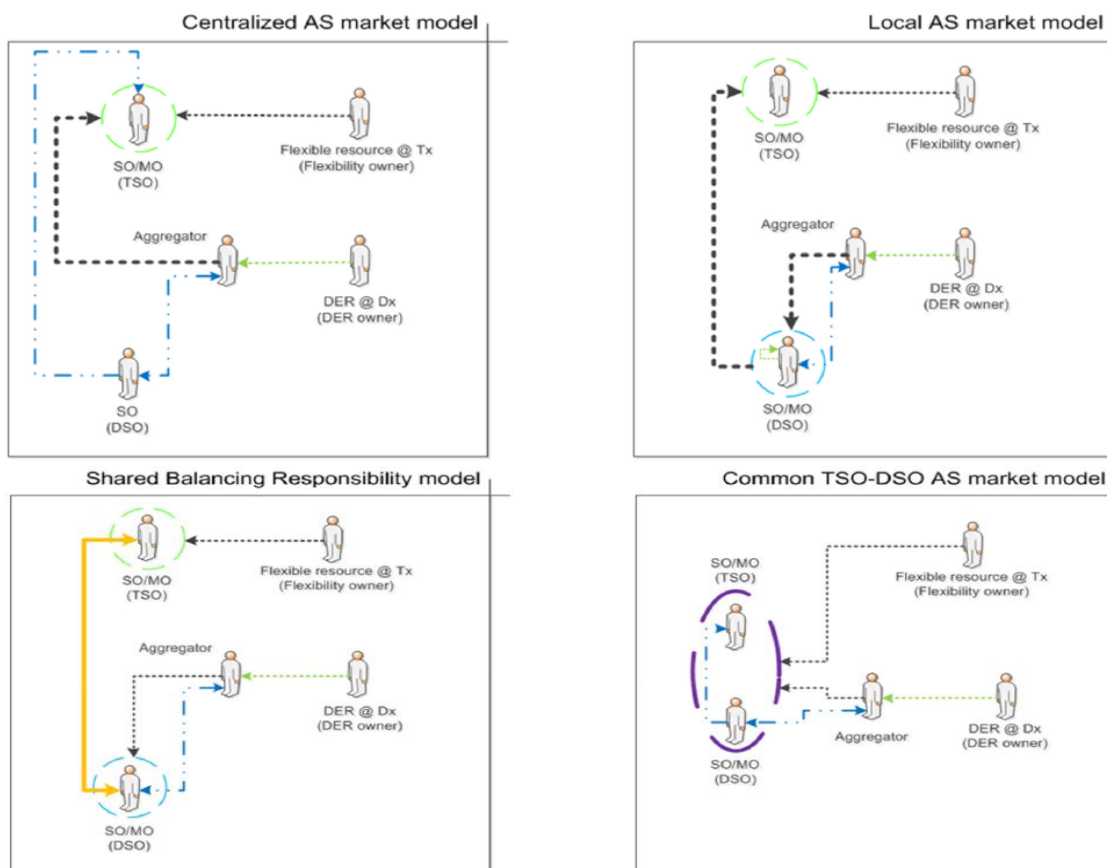 Centralized AS market model
SO/MO
(TSO)
Flexible resource @ Tx
(Flexibility owner)
Aggregator
DER @ Dx
(DER owner)
SO
(DSO)
Local AS market model
SO/MO
(TSO)
Flexible resource @ Tx
(Flexibility owner)
Aggregator
DER @ Dx
(DER owner)
SO/MO
(DSO)
Shared Balancing Responsibility model
SO/MO
(TSO)
Flexible resource @ Tx
(Flexibility owner)
Aggregator
DER @ Dx
(DER owner)
SO/MO
(DSO)
Common TSO-DSO AS market model
SO/MO
(TSO)
Flexible resource @ Tx
(Flexibility owner)
Aggregator
DER @ Dx
(DER owner)
SO/MO
(DSO)